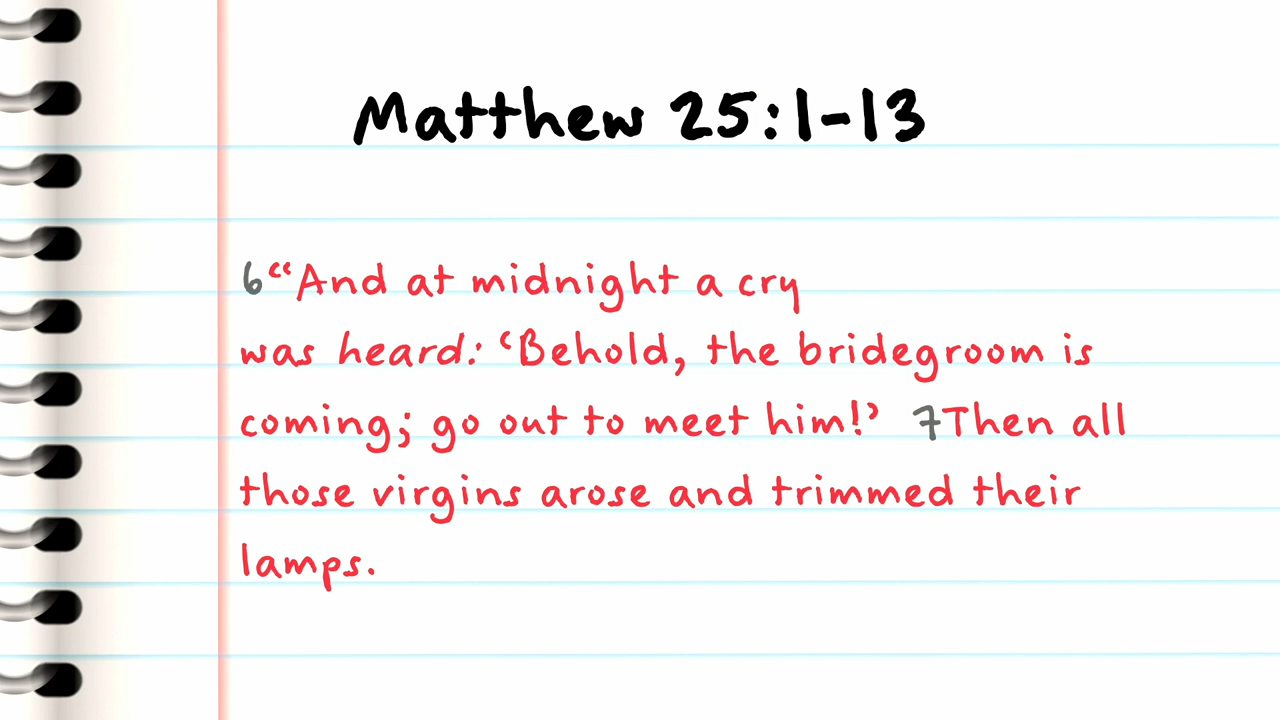 Matthew 25:1-13
6“And at midnight a cry
was heard: ‘Behold, the bridegroom is
coming; go out to meet him!’ 7Then all
those virgins arose and trimmed their
lamps.